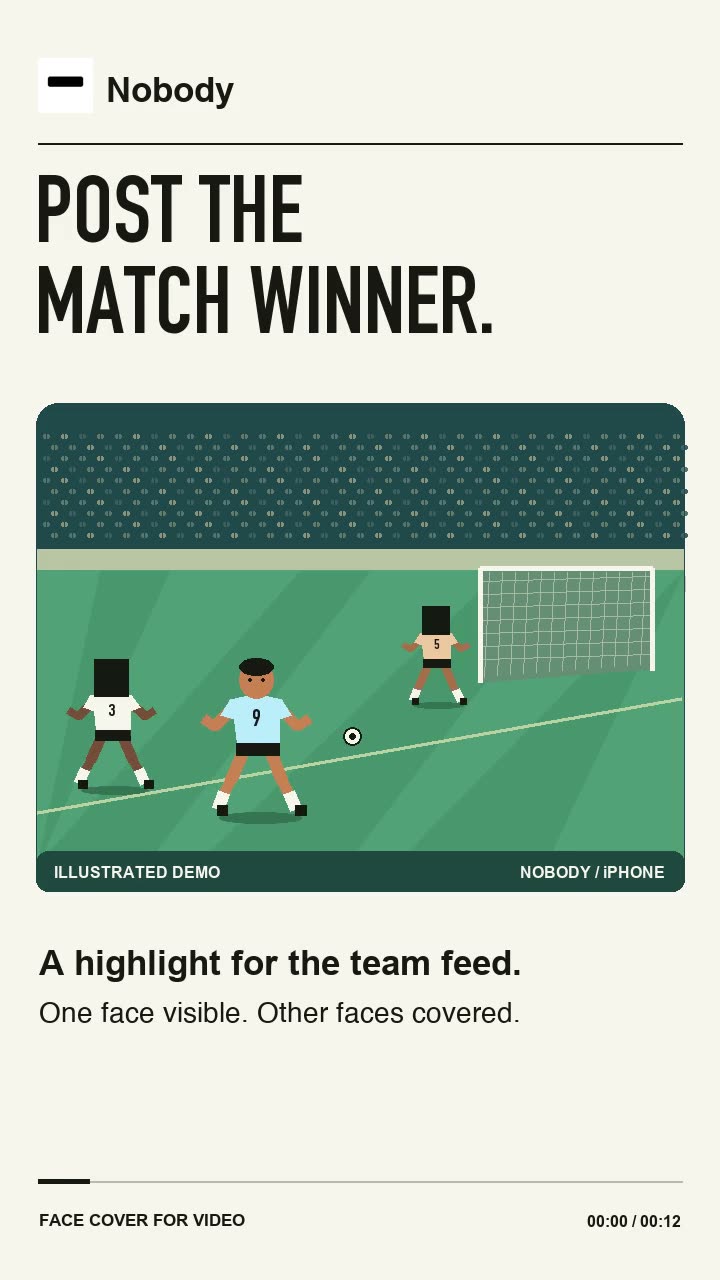 Nobody
POST THE
MATCH WINNER.
5
3
9
ILLUSTRATED DEMO
NOBODY / iPHONE
A highlight for the team feed.
One face visible. Other faces covered.
FACE COVER FOR VIDEO
00:00 / 00:12